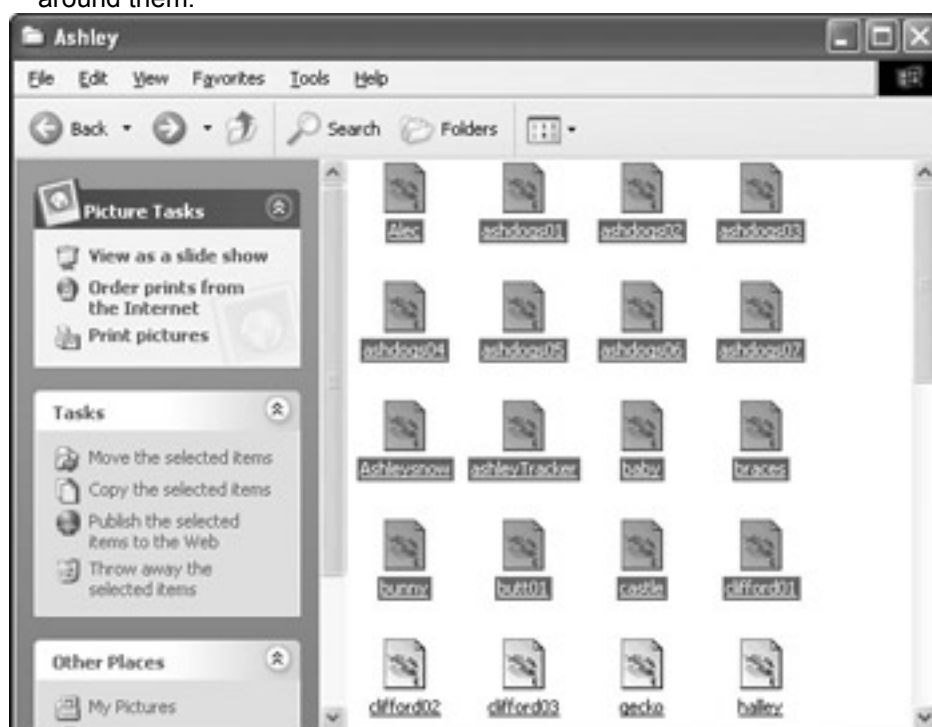 around them.
Ashley
File Edit View Favorites Tools Help
Back Search Folders
Picture Tasks
View as a slide show
Order prints from
the Internet
Print pictures
Tasks
Move the selected items
Copy the selected items
Publish the selected
items to the Web
Throw away the
selected items
Other Places
My Pictures
Alec ashdogs01 ashdogs02 ashdogs03
ashdogs04 ashdogs05 ashdogs06 ashdogs07
Ashleysnow ashleyTracker baby braces
bunny butt01 castle clifford01
clifford02 clifford03 gecko halley